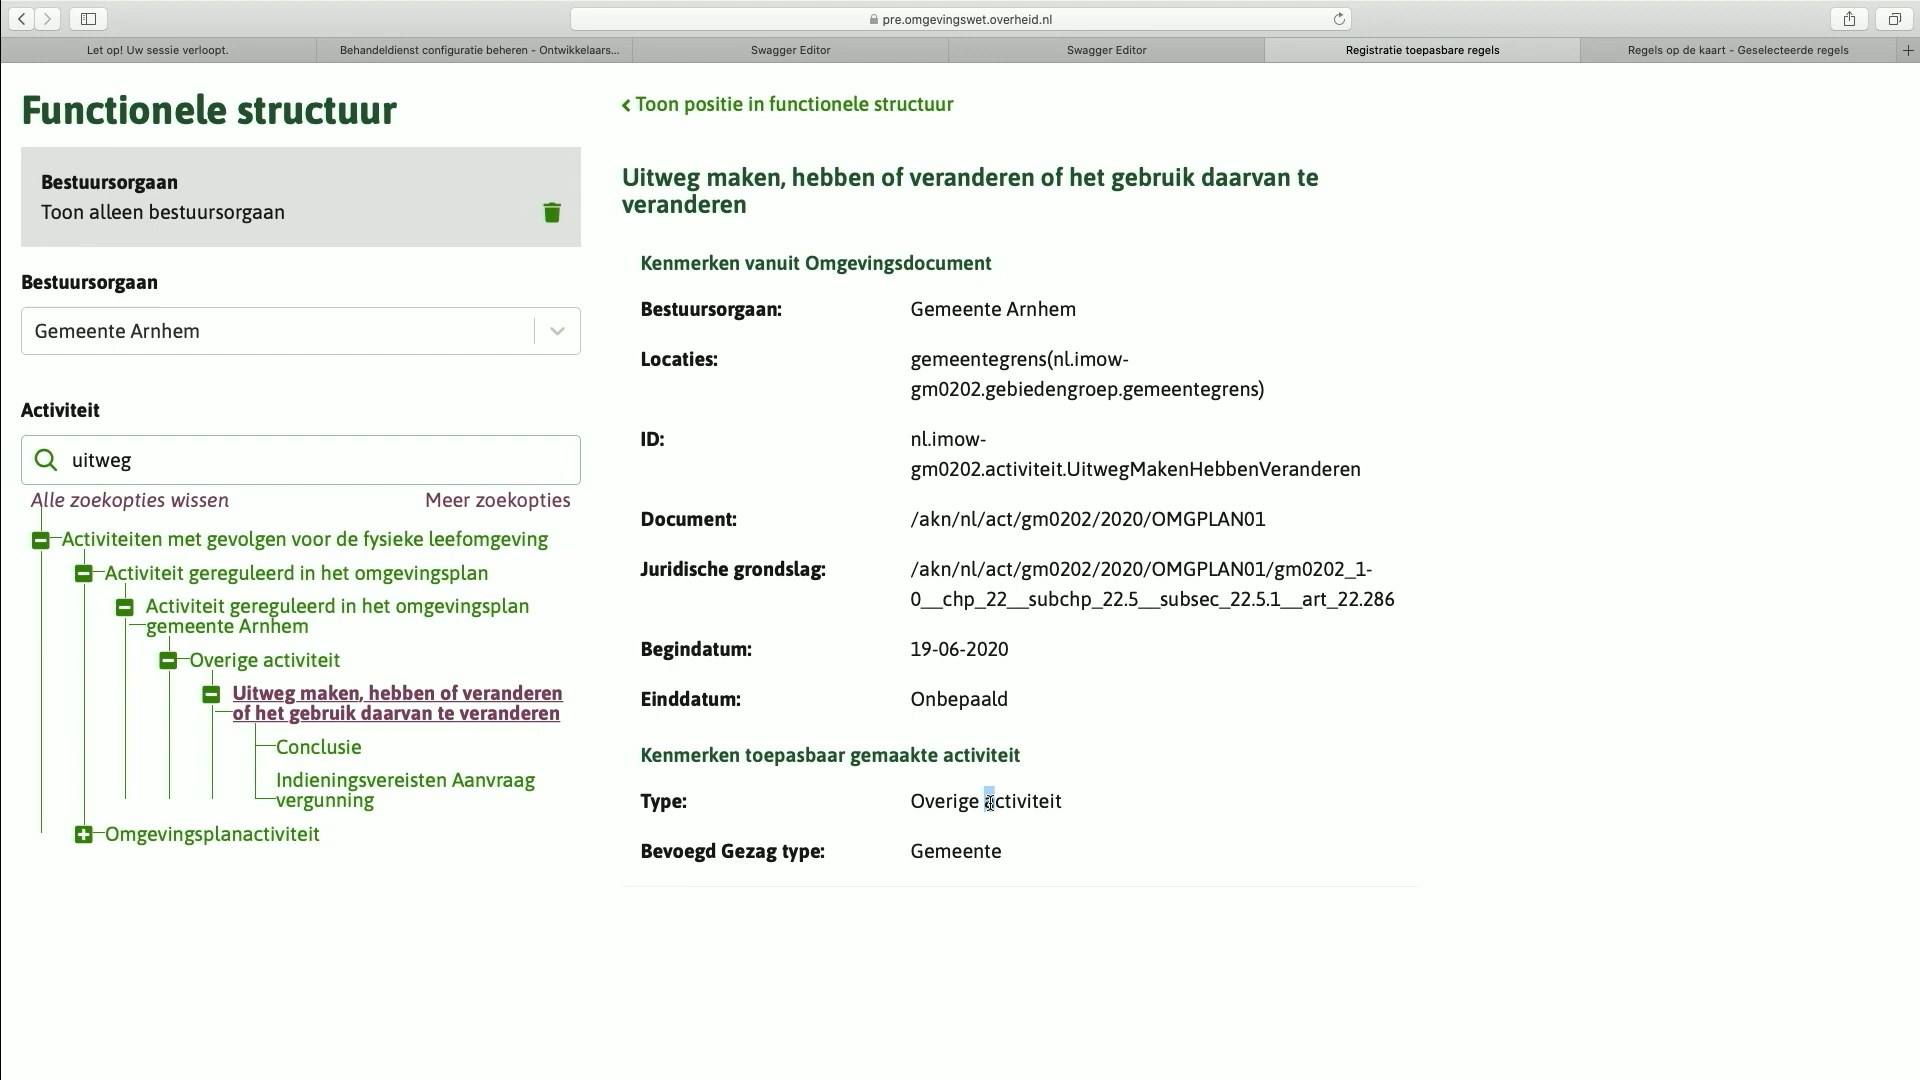 pre.omgevingswet.overheid.nl
Let op! Uw sessie verloopt.
Behandeldienst configuratie beheren - Ontwikkelaars...
Swagger Editor
Swagger Editor
Registratie toepasbare regels
Regels op de kaart - Geselecteerde regels
Functionele structuur
Bestuursorgaan
Toon alleen bestuursorgaan
Bestuursorgaan
Gemeente Arnhem
Activiteit
uitweg
Alle zoekopties wissen
Meer zoekopties
Activiteiten met gevolgen voor de fysieke leefomgeving
Activiteit gereguleerd in het omgevingsplan
Activiteit gereguleerd in het omgevingsplan
gemeente Arnhem
Overige activiteit
Uitweg maken, hebben of veranderen
of het gebruik daarvan te veranderen
Conclusie
Indieningsvereisten Aanvraag
vergunning
Omgevingsplanactiviteit
Toon positie in functionele structuur
Uitweg maken, hebben of veranderen of het gebruik daarvan te
veranderen
Kenmerken vanuit Omgevingsdocument
Bestuursorgaan: Gemeente Arnhem
Locaties: gemeentegrens(nl.imow-
gm0202.gebiedengroep.gemeentegrens)
ID: nl.imow-
gm0202.activiteit.UitwegMakenHebbenVeranderen
Document: /akn/nl/act/gm0202/2020/OMGPLAN01
Juridische grondslag: /akn/nl/act/gm0202/2020/OMGPLAN01/gm0202_1-
0__chp_22__subchp_22.5__subsec_22.5.1__art_22.286
Begindatum: 19-06-2020
Einddatum: Onbepaald
Kenmerken toepasbaar gemaakte activiteit
Type: Overige activiteit
Bevoegd Gezag type: Gemeente